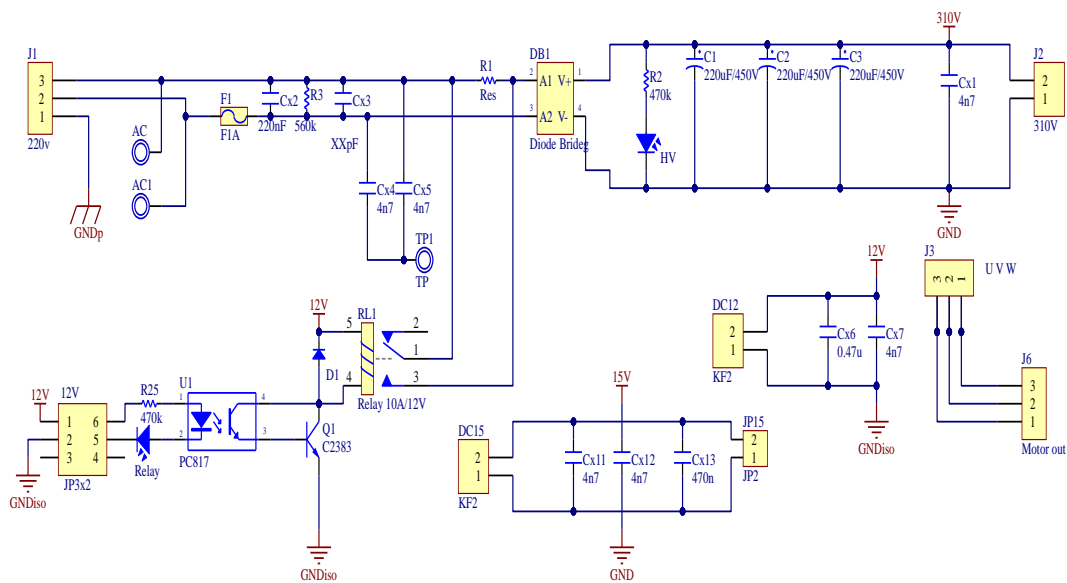 J1
3
2
1
220v
AC
AC1
GNDp
F1
F1A
Cx2
220nF
R3
560k
Cx3
XXpF
Cx4
4n7
Cx5
4n7
TP1
TP
R1
Res
DB1
2
A1 V+
1
3
A2 V-
4
Diode Brideg
R2
470k
HV
C1
220uF/450V
C2
220uF/450V
C3
220uF/450V
310V
Cx1
4n7
GND
J2
2
1
310V
12V
RL1
5
4
2
1
3
D1
Relay 10A/12V
12V
12V
1 6
2 5
3 4
JP3x2
GNDiso
R25
470k
Relay
U1
1
2
4
3
PC817
Q1
C2383
GNDiso
DC15
2
1
KF2
15V
Cx11
4n7
Cx12
4n7
Cx13
470n
JP15
2
1
JP2
GND
DC12
2
1
KF2
12V
Cx6
0.47u
Cx7
4n7
GNDiso
J3
3 2 1
U V W
J6
3
2
1
Motor out